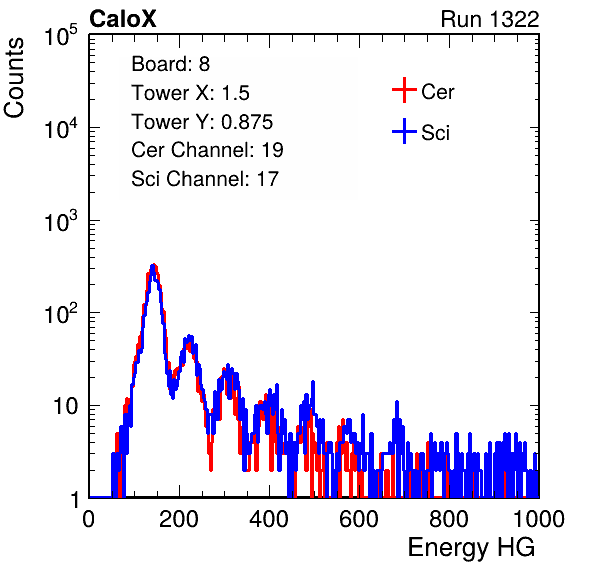 CaloX Run 1322
Counts
Board: 8
Tower X: 1.5
Tower Y: 0.875
Cer Channel: 19
Sci Channel: 17
Cer
Sci
10^5
10^4
10^3
10^2
10
1
0 200 400 600 800 1000
Energy HG